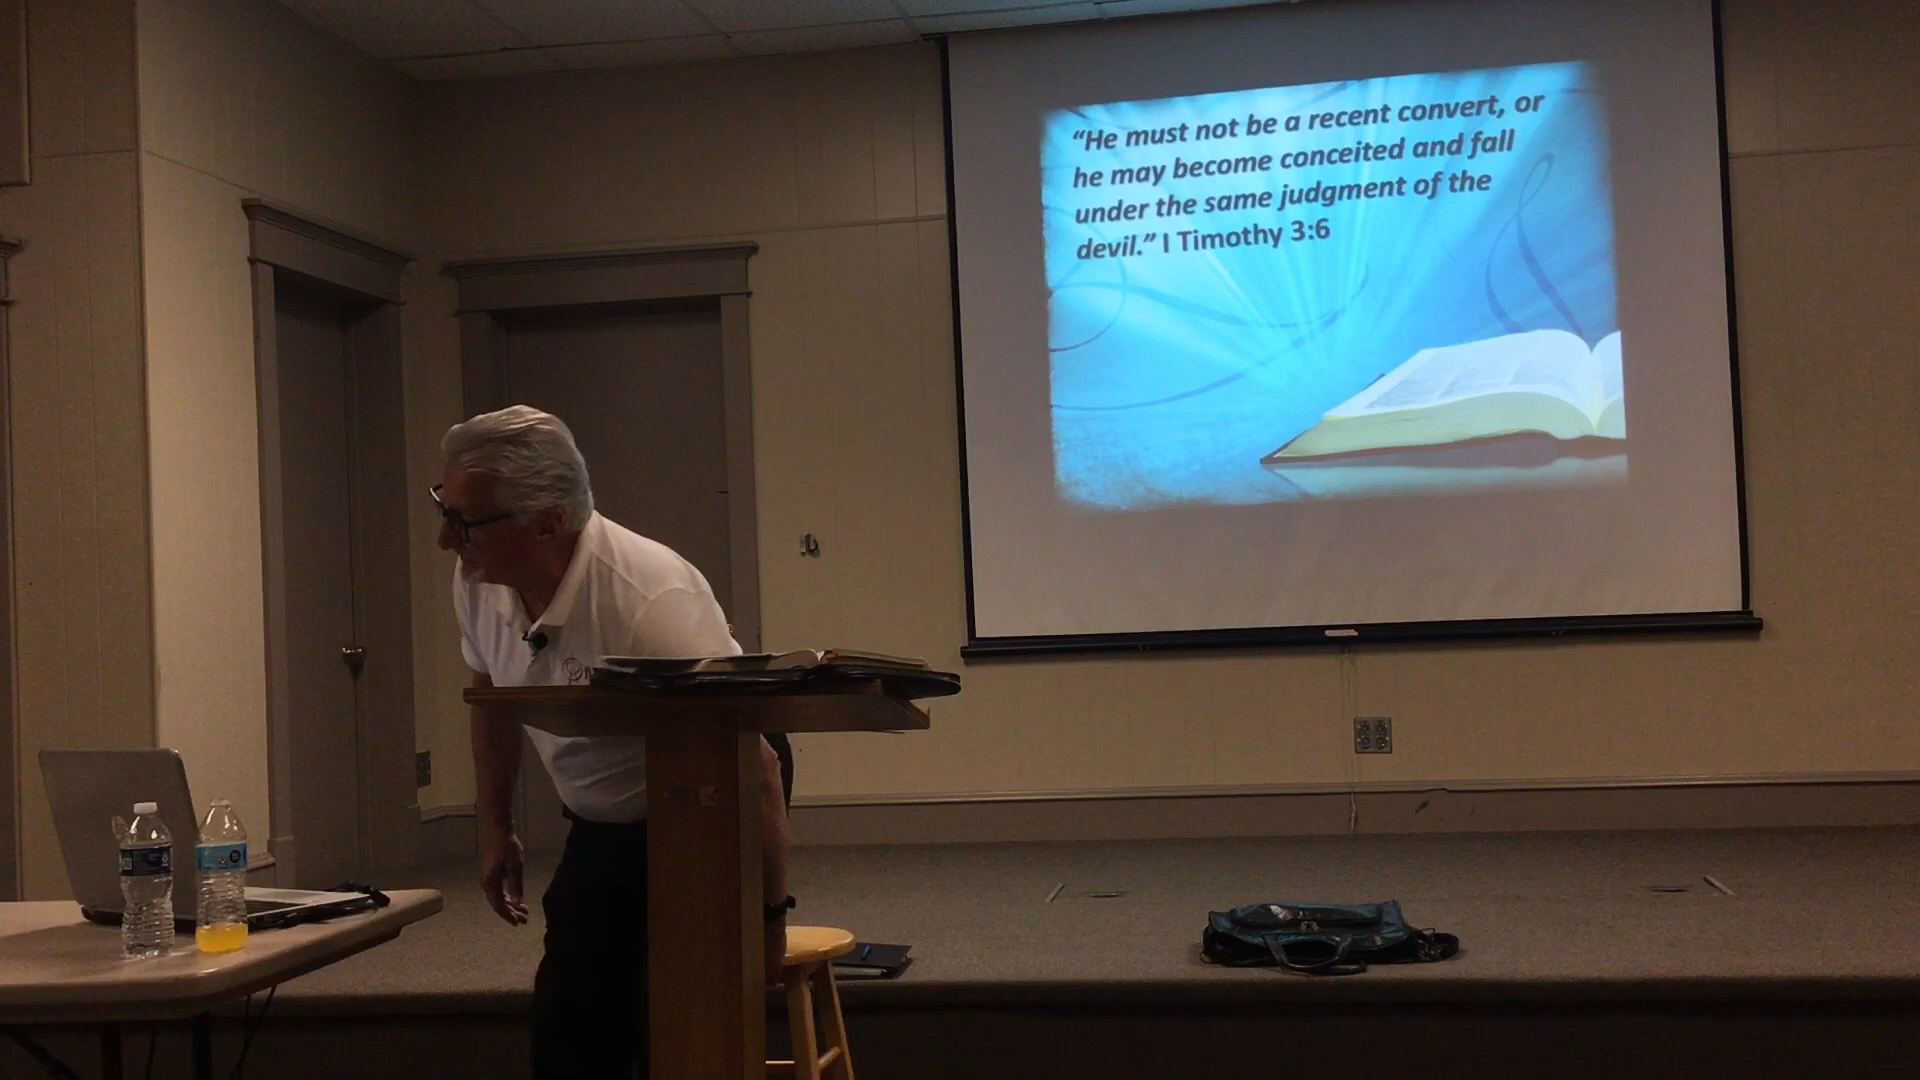 “He must not be a recent convert, or
he may become conceited and fall
under the same judgment of the
devil.” I Timothy 3:6